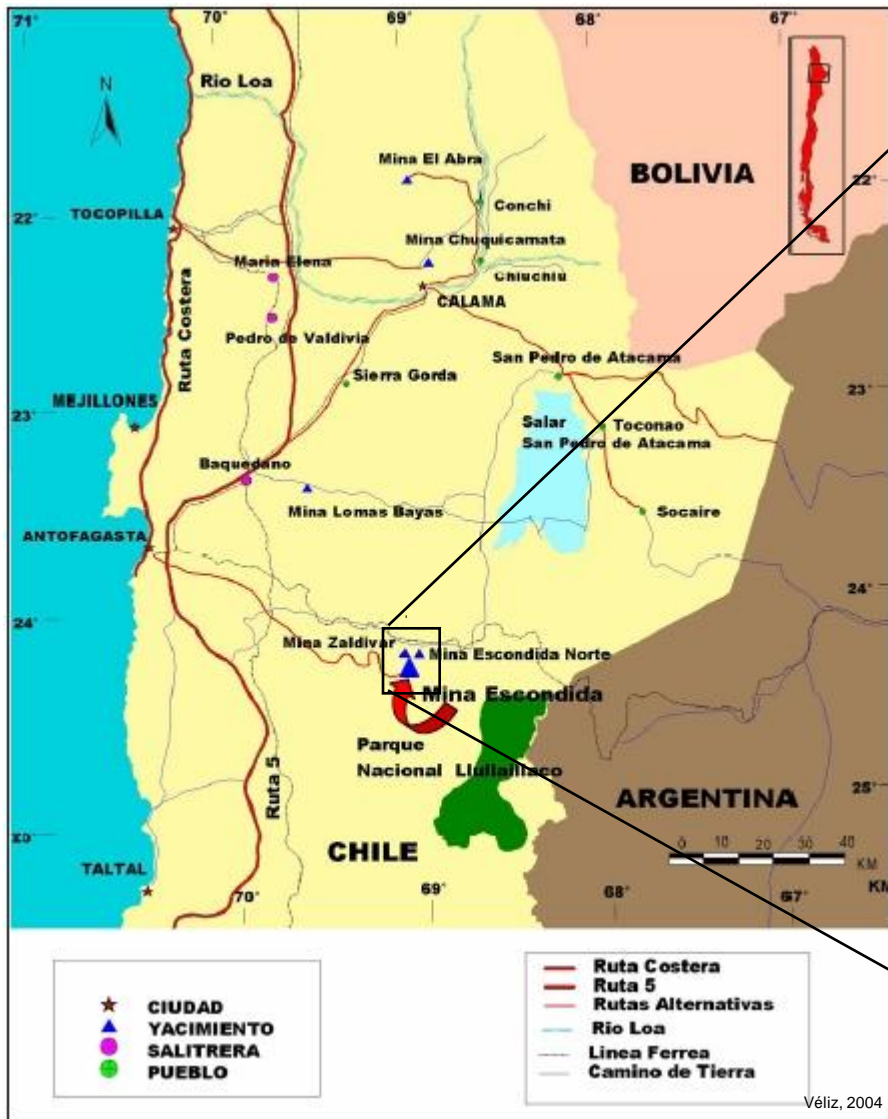 71°
70°
69°
68°
67°
N
Rio Loa
Mina El Abra
BOLIVIA
22°
Conchi
22°
TOCOPILLA
Mina Chuquicamata
Maria Elena
Chiuchiu
CALAMA
Ruta Costera
Pedro de Valdivia
San Pedro de Atacama
Sierra Gorda
23°
23°
MEJILLONES
Salar
San Pedro de Atacama
Toconao
Baquedano
Mina Lomas Bayas
Socaire
ANTOFAGASTA
24°
24°
Mina Zaldivar
Mina Escondida Norte
Mina Escondida
Parque
Nacional Llullaillaco
Ruta 5
25°
ARGENTINA
0 10 20 30 40
KM
CHILE
TALTAL
70°
69°
68°
67°
KM
CIUDAD
YACIMIENTO
SALITRERA
PUEBLO
Ruta Costera
Ruta 5
Rutas Alternativas
Rio Loa
Linea Ferrea
Camino de Tierra
Véliz, 2004